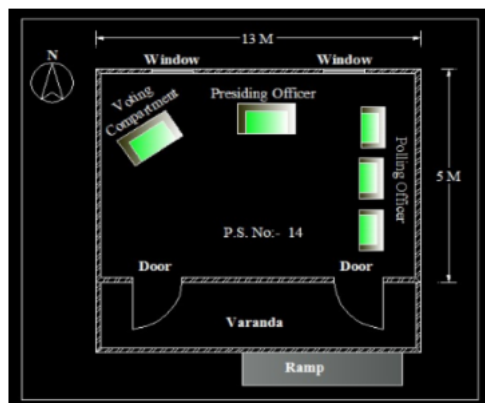 13 M
N
Window
Window
Voting
Compartment
Presiding Officer
Polling Officer
5 M
P.S. No:- 14
Door
Door
Varanda
Ramp